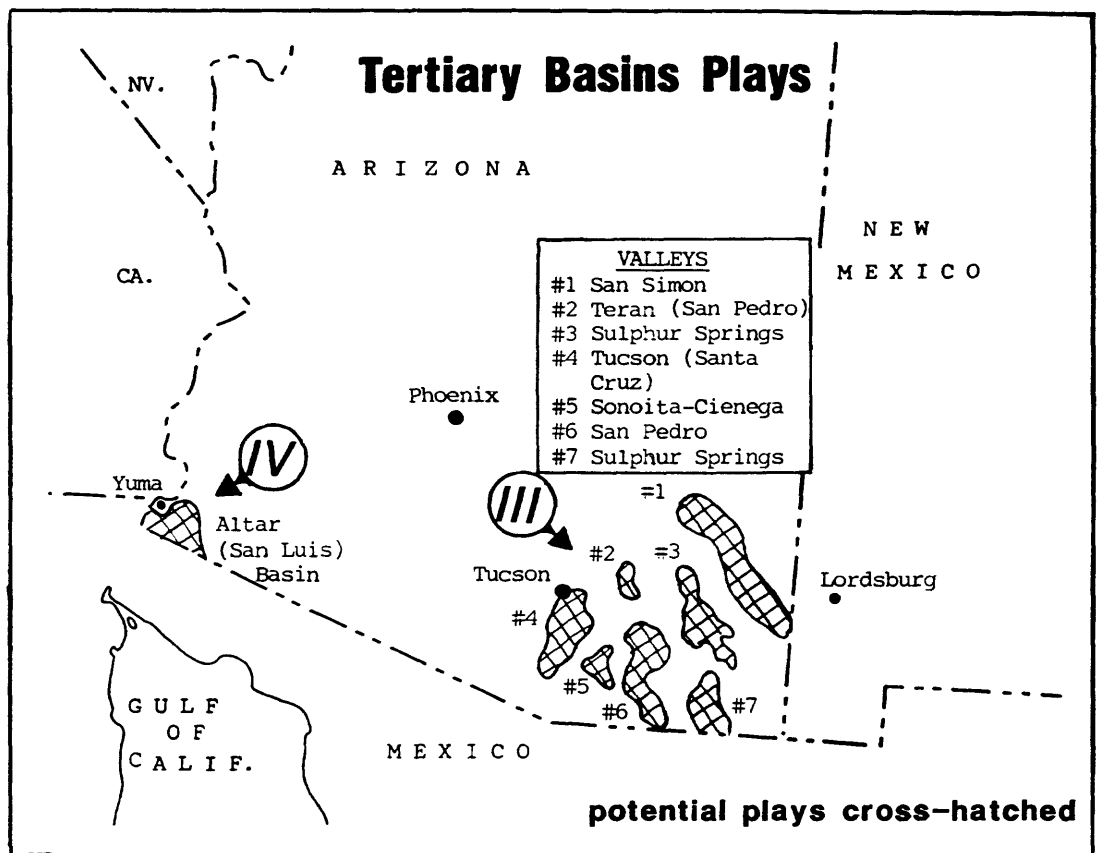 Tertiary Basins Plays
NV.
ARIZONA
NEW
MEXICO
CA.
VALLEYS
#1 San Simon
#2 Teran (San Pedro)
#3 Sulphur Springs
#4 Tucson (Santa
Cruz)
#5 Sonoita-Cienega
#6 San Pedro
#7 Sulphur Springs
Phoenix
IV
III
Yuma
Altar
(San Luis)
Basin
#1
#2
#3
Tucson
Lordsburg
#4
#5
#6
#7
GULF
OF
CALIF.
MEXICO
potential plays cross-hatched